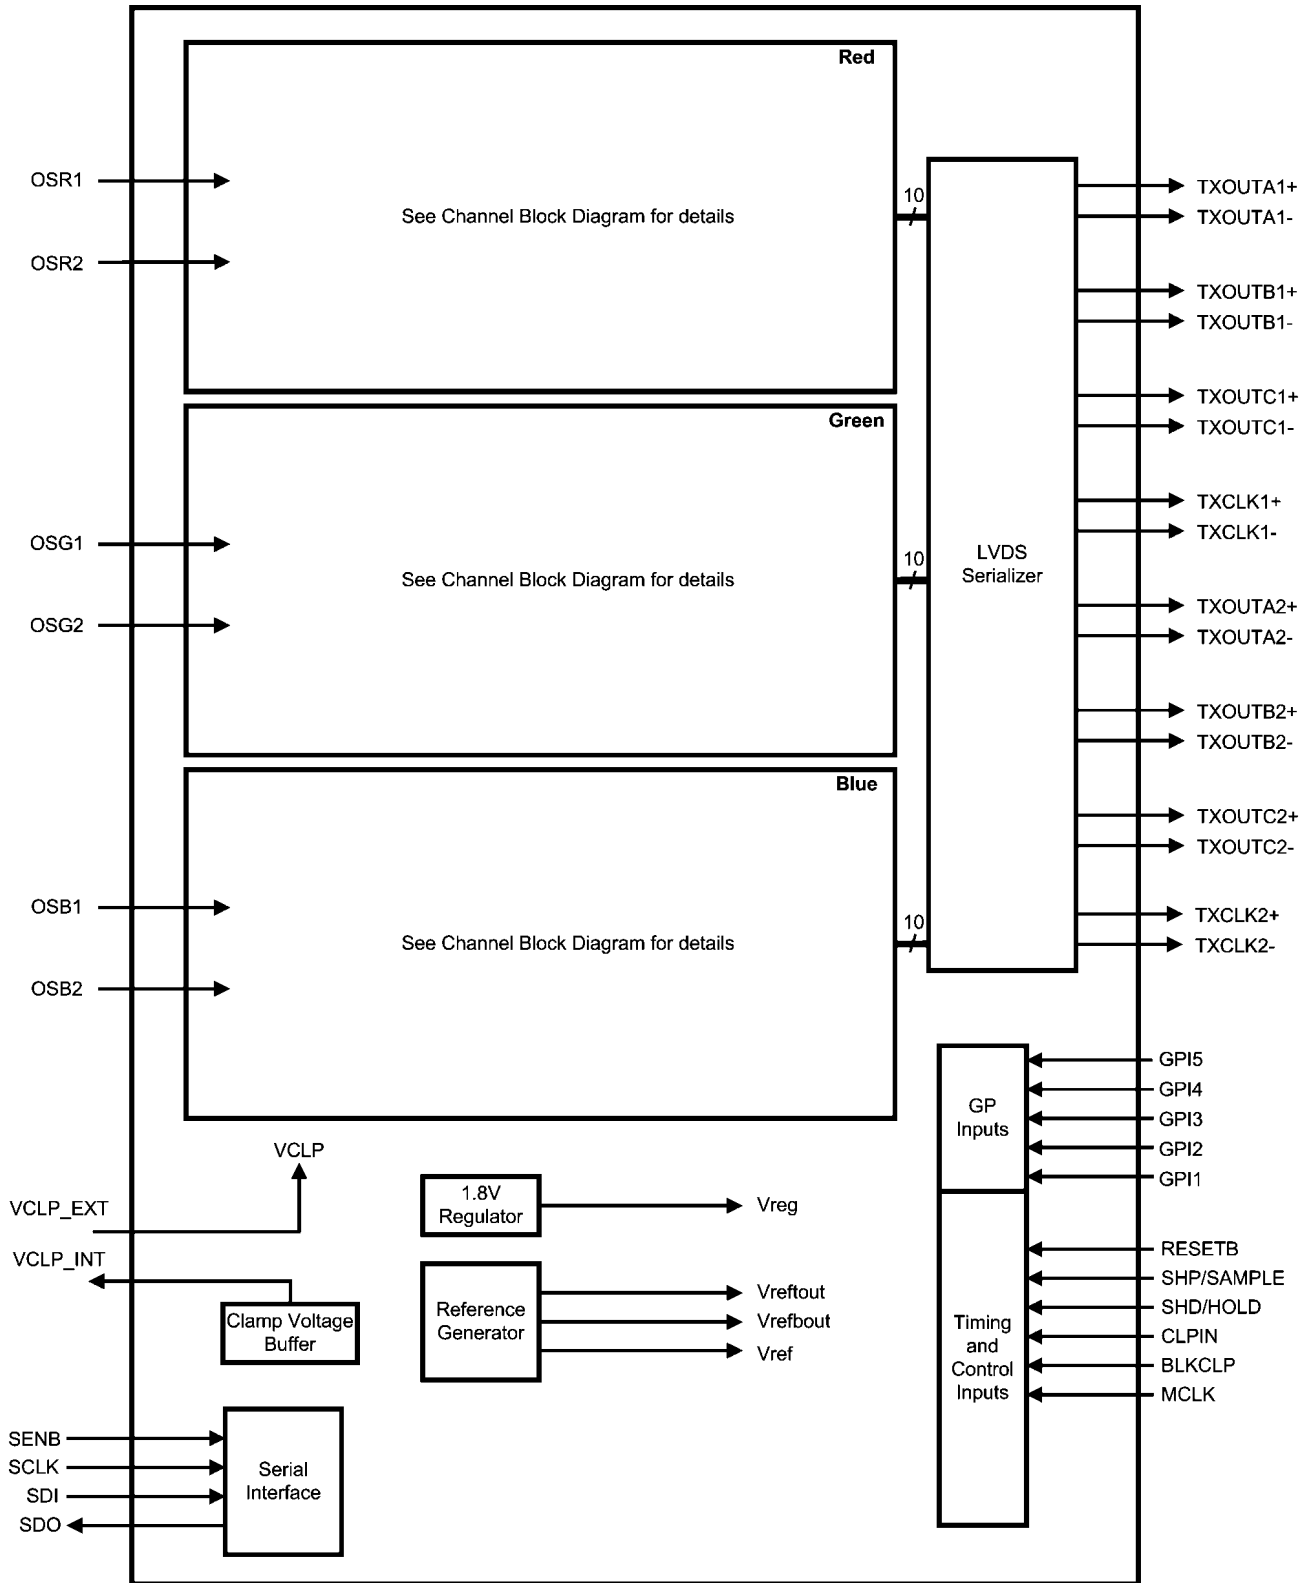 Red
OSR1
See Channel Block Diagram for details
OSR2
10
Green
OSG1
See Channel Block Diagram for details
OSG2
10
Blue
OSB1
See Channel Block Diagram for details
OSB2
10
LVDS
Serializer
TXOUTA1+
TXOUTA1-
TXOUTB1+
TXOUTB1-
TXOUTC1+
TXOUTC1-
TXCLK1+
TXCLK1-
TXOUTA2+
TXOUTA2-
TXOUTB2+
TXOUTB2-
TXOUTC2+
TXOUTC2-
TXCLK2+
TXCLK2-
GP
Inputs
GPI5
GPI4
GPI3
GPI2
GPI1
VCLP
VCLP_EXT
VCLP_INT
Clamp Voltage
Buffer
1.8V
Regulator
Vreg
Reference
Generator
Vreftout
Vrefbout
Vref
Timing
and
Control
Inputs
RESETB
SHP/SAMPLE
SHD/HOLD
CLPIN
BLKCLP
MCLK
SENB
SCLK
SDI
SDO
Serial
Interface